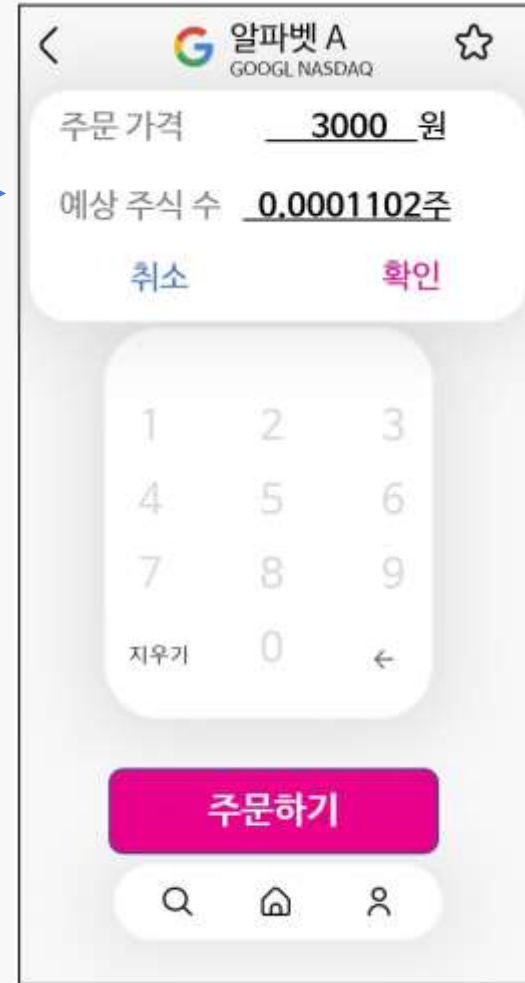 알파벳 A
GOOGL NASDAQ
주문 가격 3000 원
예상 주식 수 0.0001102주
취소 확인
1 2 3
4 5 6
7 8 9
지우기 0 ←
주문하기